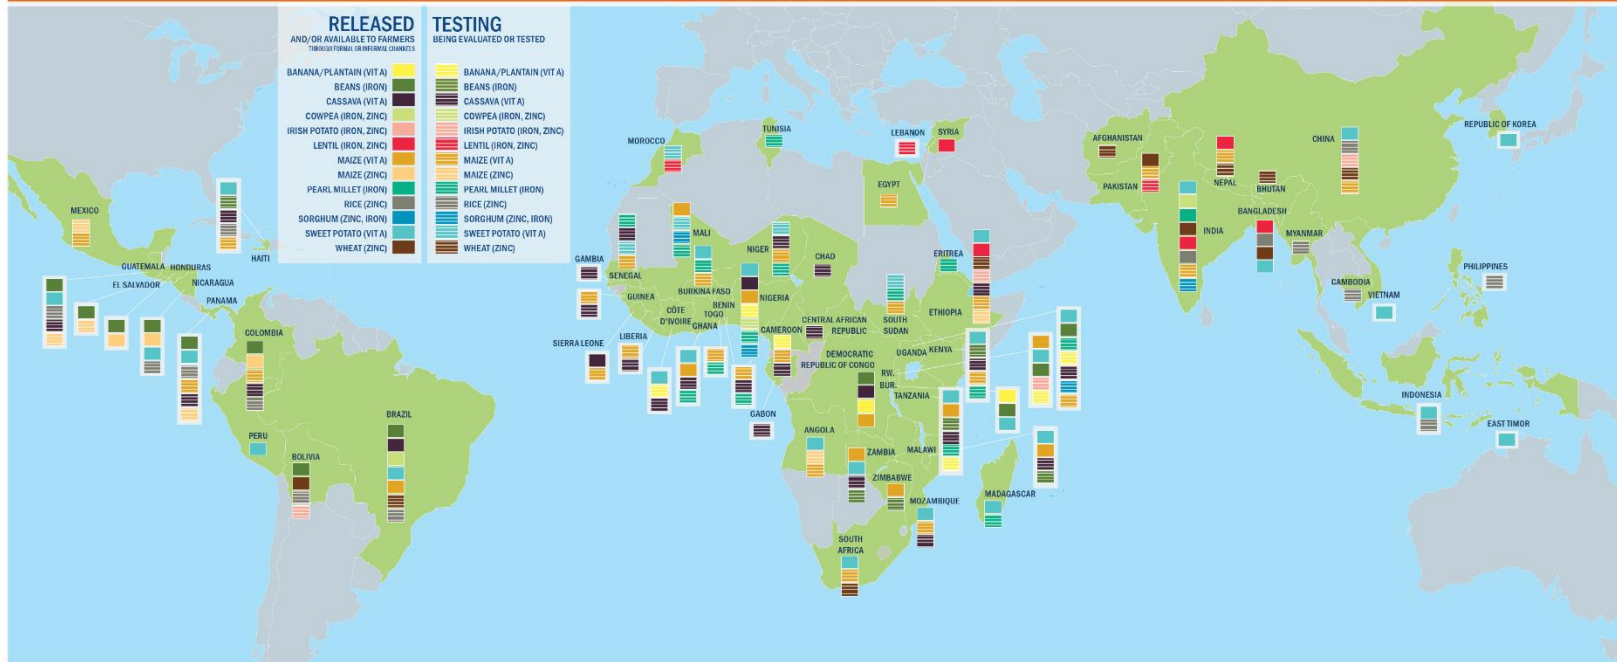 RELEASED
AND/OR AVAILABLE TO FARMERS
THROUGH FORMAL OR INFORMAL CHANNELS
BANANA/PLANTAIN (VIT A)
BEANS (IRON)
CASSAVA (VIT A)
COWPEA (IRON, ZINC)
IRISH POTATO (IRON, ZINC)
LENTIL (IRON, ZINC)
MAIZE (VIT A)
MAIZE (ZINC)
PEARL MILLET (IRON)
RICE (ZINC)
SORGHUM (ZINC, IRON)
SWEET POTATO (VIT A)
WHEAT (ZINC)
TESTING
BEING EVALUATED OR TESTED
BANANA/PLANTAIN (VIT A)
BEANS (IRON)
CASSAVA (VIT A)
COWPEA (IRON, ZINC)
IRISH POTATO (IRON, ZINC)
LENTIL (IRON, ZINC)
MAIZE (VIT A)
MAIZE (ZINC)
PEARL MILLET (IRON)
RICE (ZINC)
SORGHUM (ZINC, IRON)
SWEET POTATO (VIT A)
WHEAT (ZINC)
MEXICO
HAITI
GUATEMALA
HONDURAS
EL SALVADOR
NICARAGUA
PANAMA
COLOMBIA
PERU
BOLIVIA
BRAZIL
MOROCCO
TUNISIA
LEBANON
SYRIA
EGYPT
MALI
NIGER
CHAD
ERITREA
GAMBIA
SENEGAL
GUINEA
BURKINA FASO
BENIN
TOGO
NIGERIA
CÔTE
D'IVOIRE
GHANA
SIERRA LEONE
LIBERIA
CAMEROON
CENTRAL AFRICAN
REPUBLIC
SOUTH
SUDAN
ETHIOPIA
DEMOCRATIC
REPUBLIC OF CONGO
UGANDA
KENYA
RW.
BUR.
TANZANIA
GABON
ANGOLA
ZAMBIA
MALAWI
ZIMBABWE
MOZAMBIQUE
MADAGASCAR
SOUTH
AFRICA
AFGHANISTAN
PAKISTAN
NEPAL
BHUTAN
BANGLADESH
INDIA
MYANMAR
CHINA
REPUBLIC OF KOREA
CAMBODIA
VIETNAM
PHILIPPINES
INDONESIA
EAST TIMOR